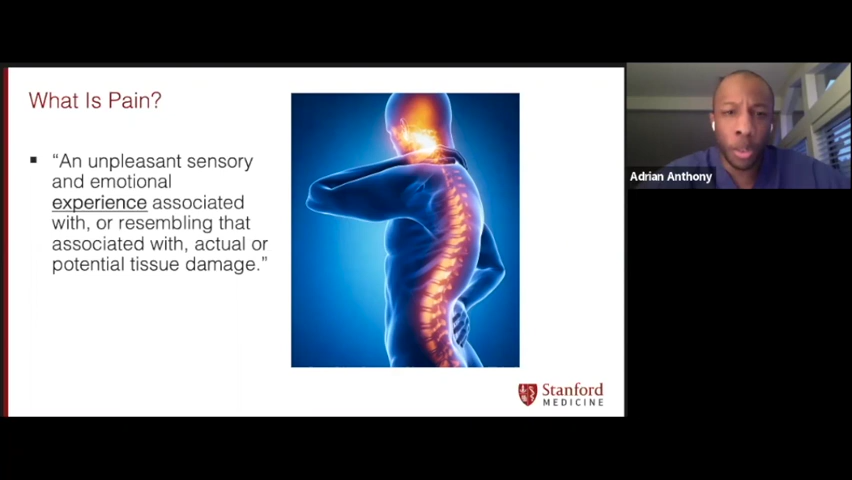 What Is Pain?
▪ “An unpleasant sensory
and emotional
experience associated
with, or resembling that
associated with, actual or
potential tissue damage.”
Stanford
MEDICINE
Adrian Anthony